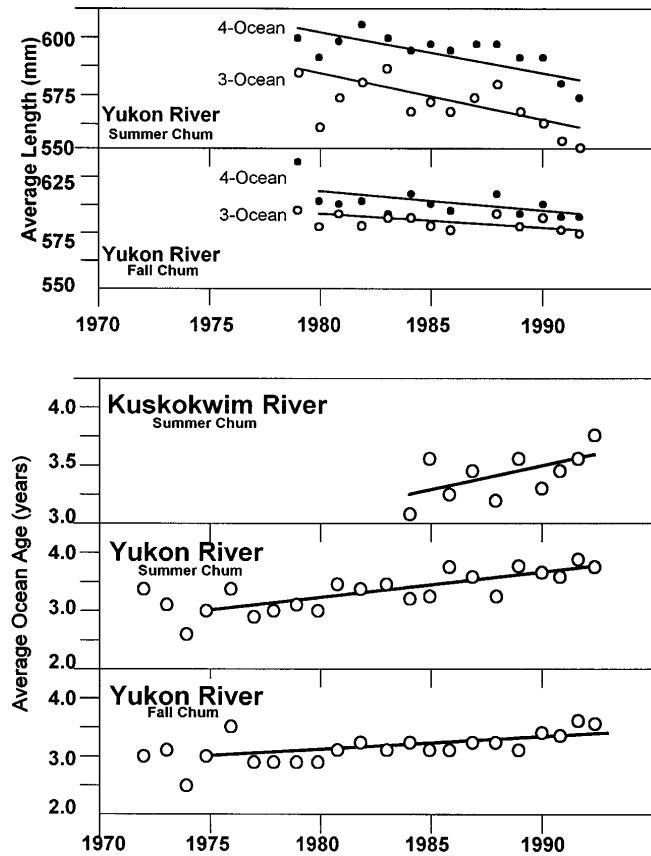 Average Length (mm)
600
575
550
4-Ocean
3-Ocean
Yukon River
Summer Chum
625
575
550
4-Ocean
3-Ocean
Yukon River
Fall Chum
1970
1975
1980
1985
1990
Average Ocean Age (years)
4.0
3.5
3.0
Kuskokwim River
Summer Chum
4.0
3.0
2.0
Yukon River
Summer Chum
4.0
3.0
2.0
Yukon River
Fall Chum
1970
1975
1980
1985
1990